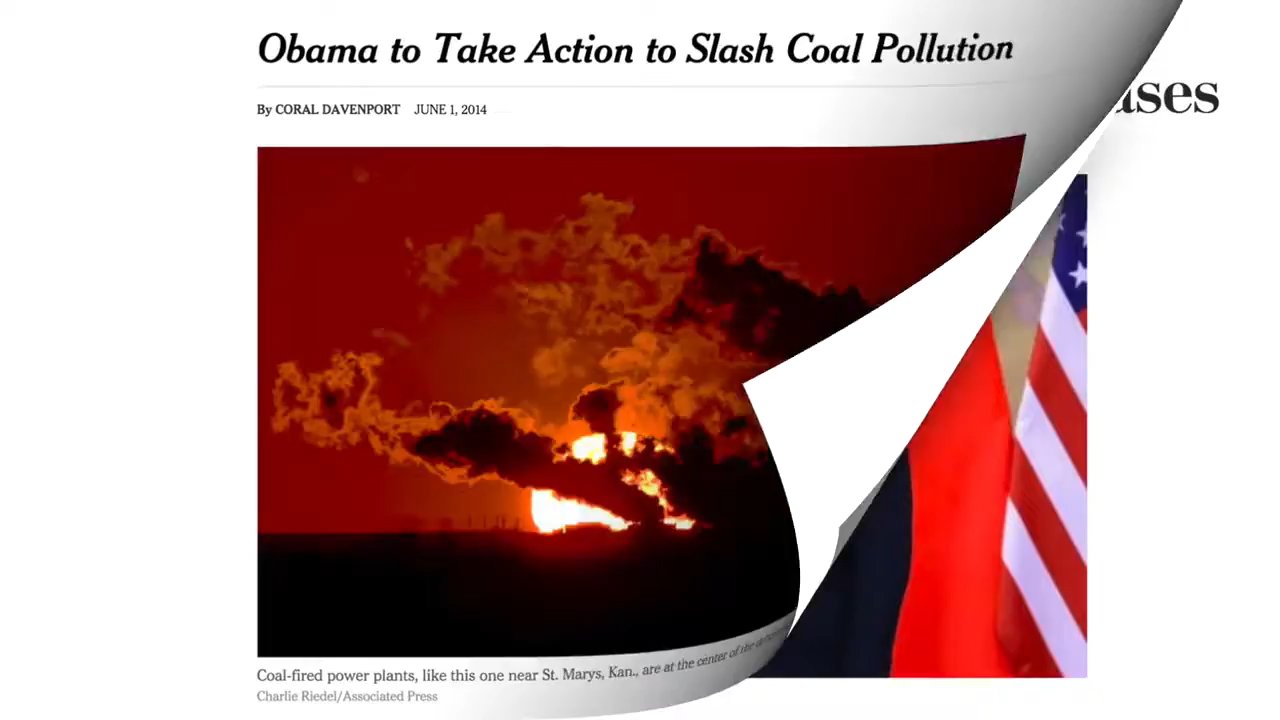 Obama to Take Action to Slash Coal Pollution
By CORAL DAVENPORT JUNE 1, 2014
Coal-fired power plants, like this one near St. Marys, Kan., are at the center of the
Charlie Riedel/Associated Press